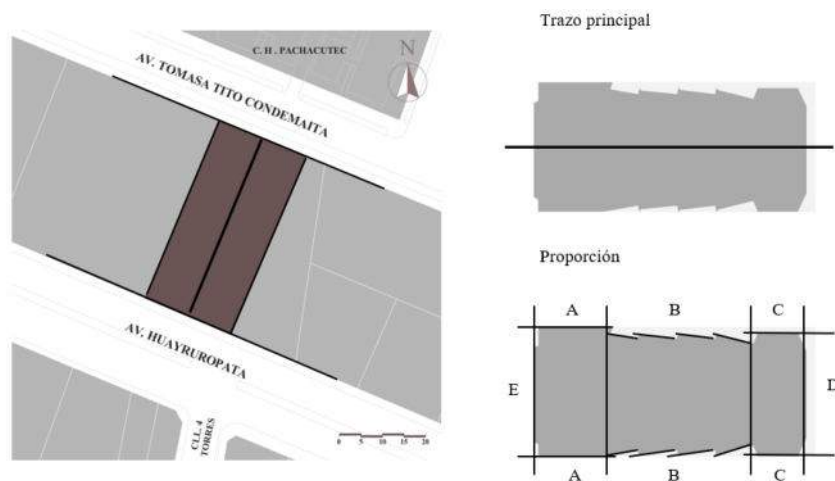 C. H . PACHACUTEC
N
AV. TOMASA TITO CONDEMAITA
AV. HUAYRUROPATA
CLL. 4
TORRES
0 5 10 15 20
Trazo principal
Proporción
A B C
E D
A B C